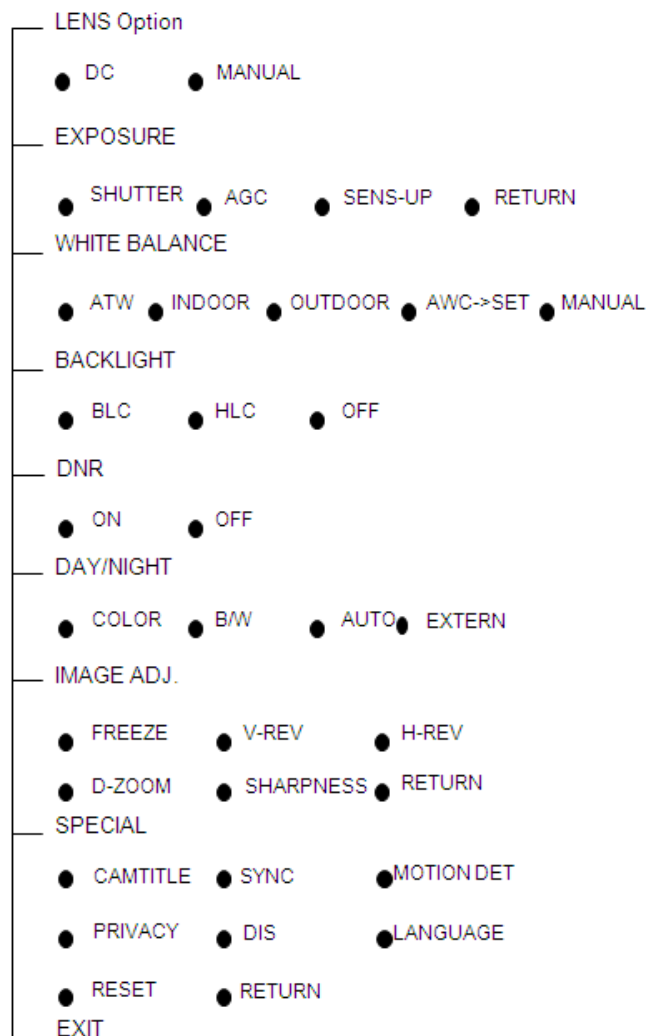 LENS Option
DC MANUAL
EXPOSURE
SHUTTER AGC SENS-UP RETURN
WHITE BALANCE
ATW INDOOR OUTDOOR AWC->SET MANUAL
BACKLIGHT
BLC HLC OFF
DNR
ON OFF
DAY/NIGHT
COLOR B/W AUTO EXTERN
IMAGE ADJ.
FREEZE V-REV H-REV
D-ZOOM SHARPNESS RETURN
SPECIAL
CAMTITLE SYNC MOTION DET
PRIVACY DIS LANGUAGE
RESET RETURN
EXIT